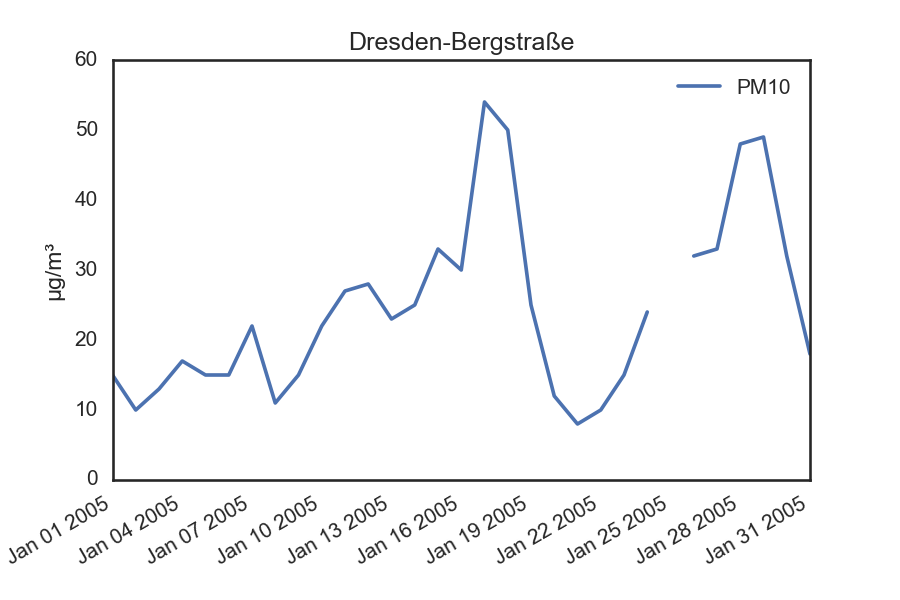 Dresden-Bergstraße
60
50
40
30
20
10
0
µg/m³
PM10
Jan 01 2005
Jan 04 2005
Jan 07 2005
Jan 10 2005
Jan 13 2005
Jan 16 2005
Jan 19 2005
Jan 22 2005
Jan 25 2005
Jan 28 2005
Jan 31 2005